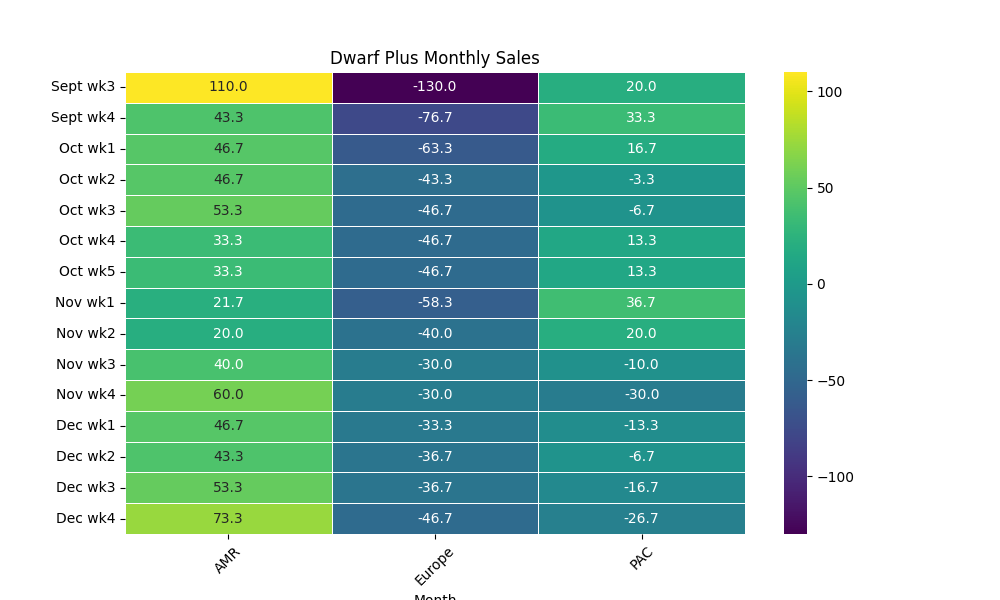 Dwarf Plus Monthly Sales
Sept wk3 110.0 -130.0 20.0
Sept wk4 43.3 -76.7 33.3
Oct wk1 46.7 -63.3 16.7
Oct wk2 46.7 -43.3 -3.3
Oct wk3 53.3 -46.7 -6.7
Oct wk4 33.3 -46.7 13.3
Oct wk5 33.3 -46.7 13.3
Nov wk1 21.7 -58.3 36.7
Nov wk2 20.0 -40.0 20.0
Nov wk3 40.0 -30.0 -10.0
Nov wk4 60.0 -30.0 -30.0
Dec wk1 46.7 -33.3 -13.3
Dec wk2 43.3 -36.7 -6.7
Dec wk3 53.3 -36.7 -16.7
Dec wk4 73.3 -46.7 -26.7
AMR Europe PAC
Month
100
50
0
−50
−100